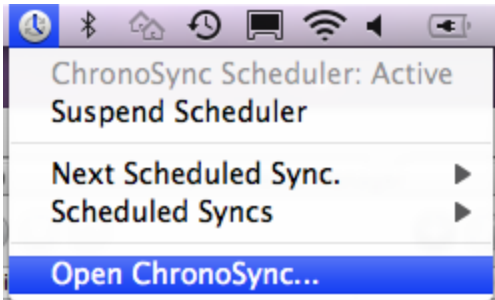 ChronoSync Scheduler: Active
Suspend Scheduler
Next Scheduled Sync.
Scheduled Syncs
Open ChronoSync...